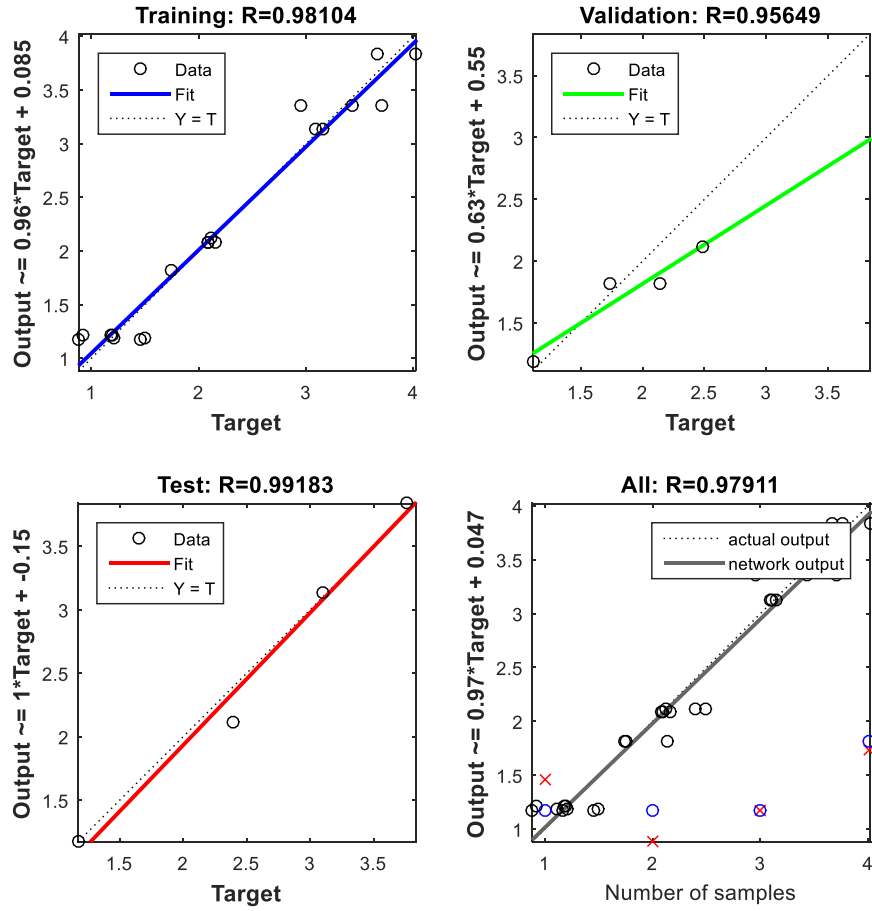 Training: R=0.98104
Output ~= 0.96*Target + 0.085
4
3.5
3
2.5
2
1.5
1
Data
Fit
Y = T
1
2
3
4
Target
Validation: R=0.95649
Output ~= 0.63*Target + 0.55
3.5
3
2.5
2
1.5
Data
Fit
Y = T
1.5
2
2.5
3
3.5
Target
Test: R=0.99183
Output ~= 1*Target + -0.15
3.5
3
2.5
2
1.5
Data
Fit
Y = T
1.5
2
2.5
3
3.5
Target
All: R=0.97911
Output ~= 0.97*Target + 0.047
4
3.5
3
2.5
2
1.5
1
actual output
network output
1
2
3
4
Number of samples